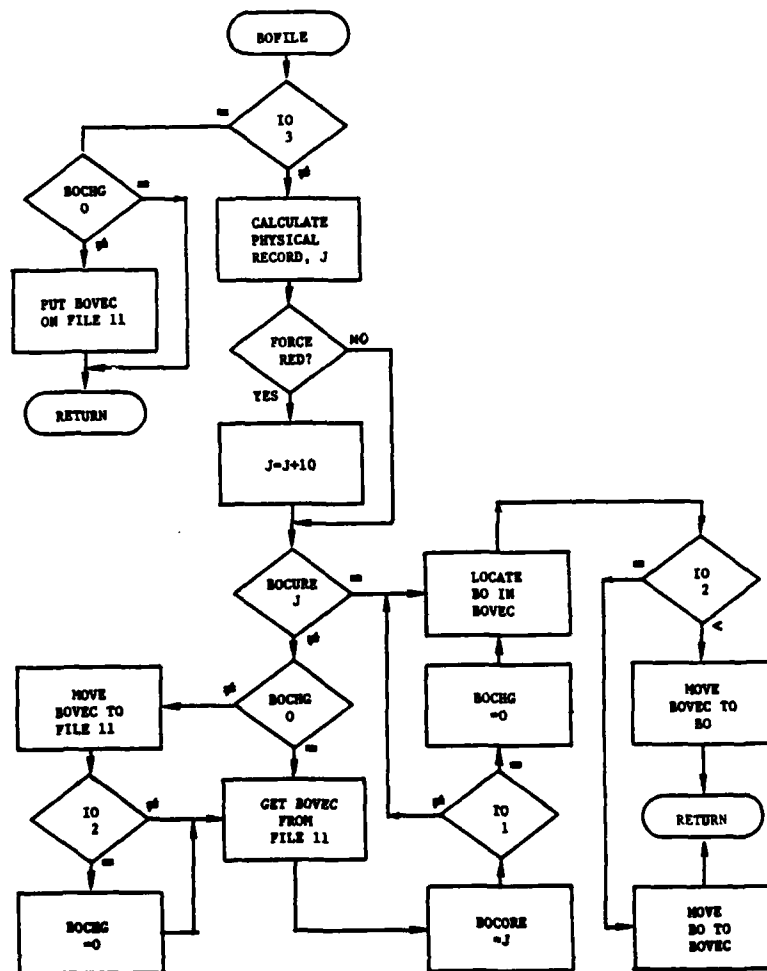 BOFILE
=
IO
3
≠
BOCHG
0
=
≠
CALCULATE
PHYSICAL
RECORD, J
PUT BOVEC
ON FILE 11
FORCE
RED?
NO
YES
RETURN
J=J+10
BOCURE
J
=
≠
LOCATE
BO IN
BOVEC
=
IO
2
<
MOVE
BOVEC TO
FILE 11
≠
BOCHG
0
=
BOCHG
=0
MOVE
BOVEC TO
BO
IO
2
≠
=
GET BOVEC
FROM
FILE 11
≠
IO
1
=
RETURN
BOCHG
=0
BOCORE
=J
MOVE
BO TO
BOVEC